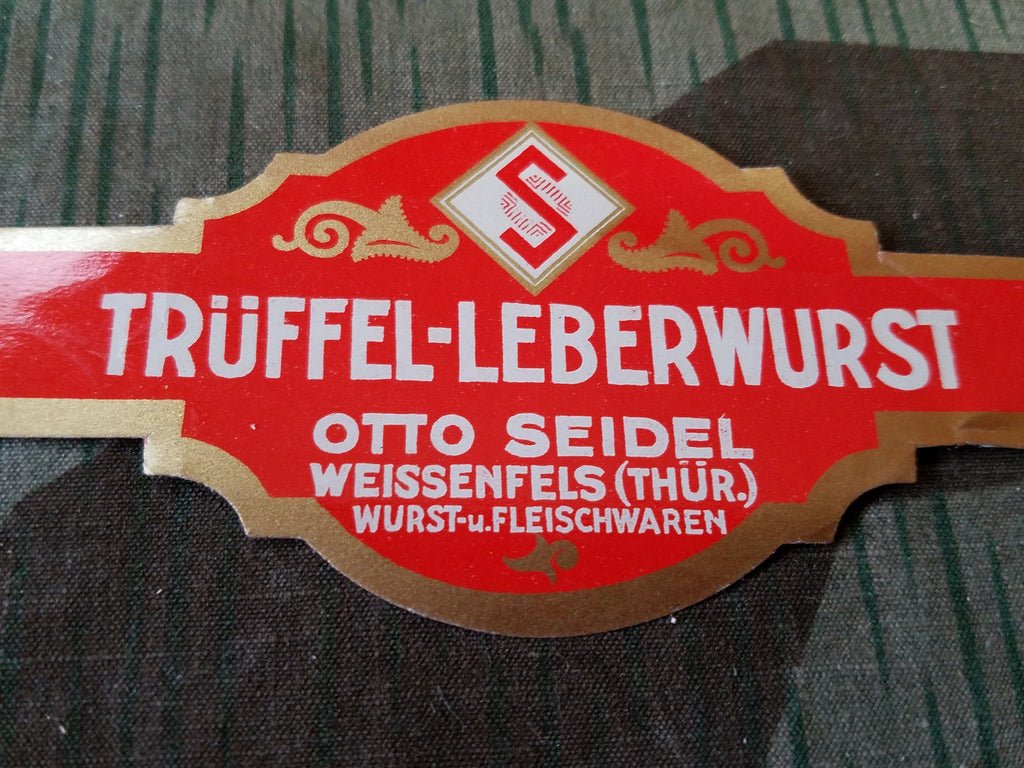 S
TRÜFFEL-LEBERWURST
OTTO SEIDEL
WEISSENFELS (THÜR.)
WURST-u.FLEISCHWAREN